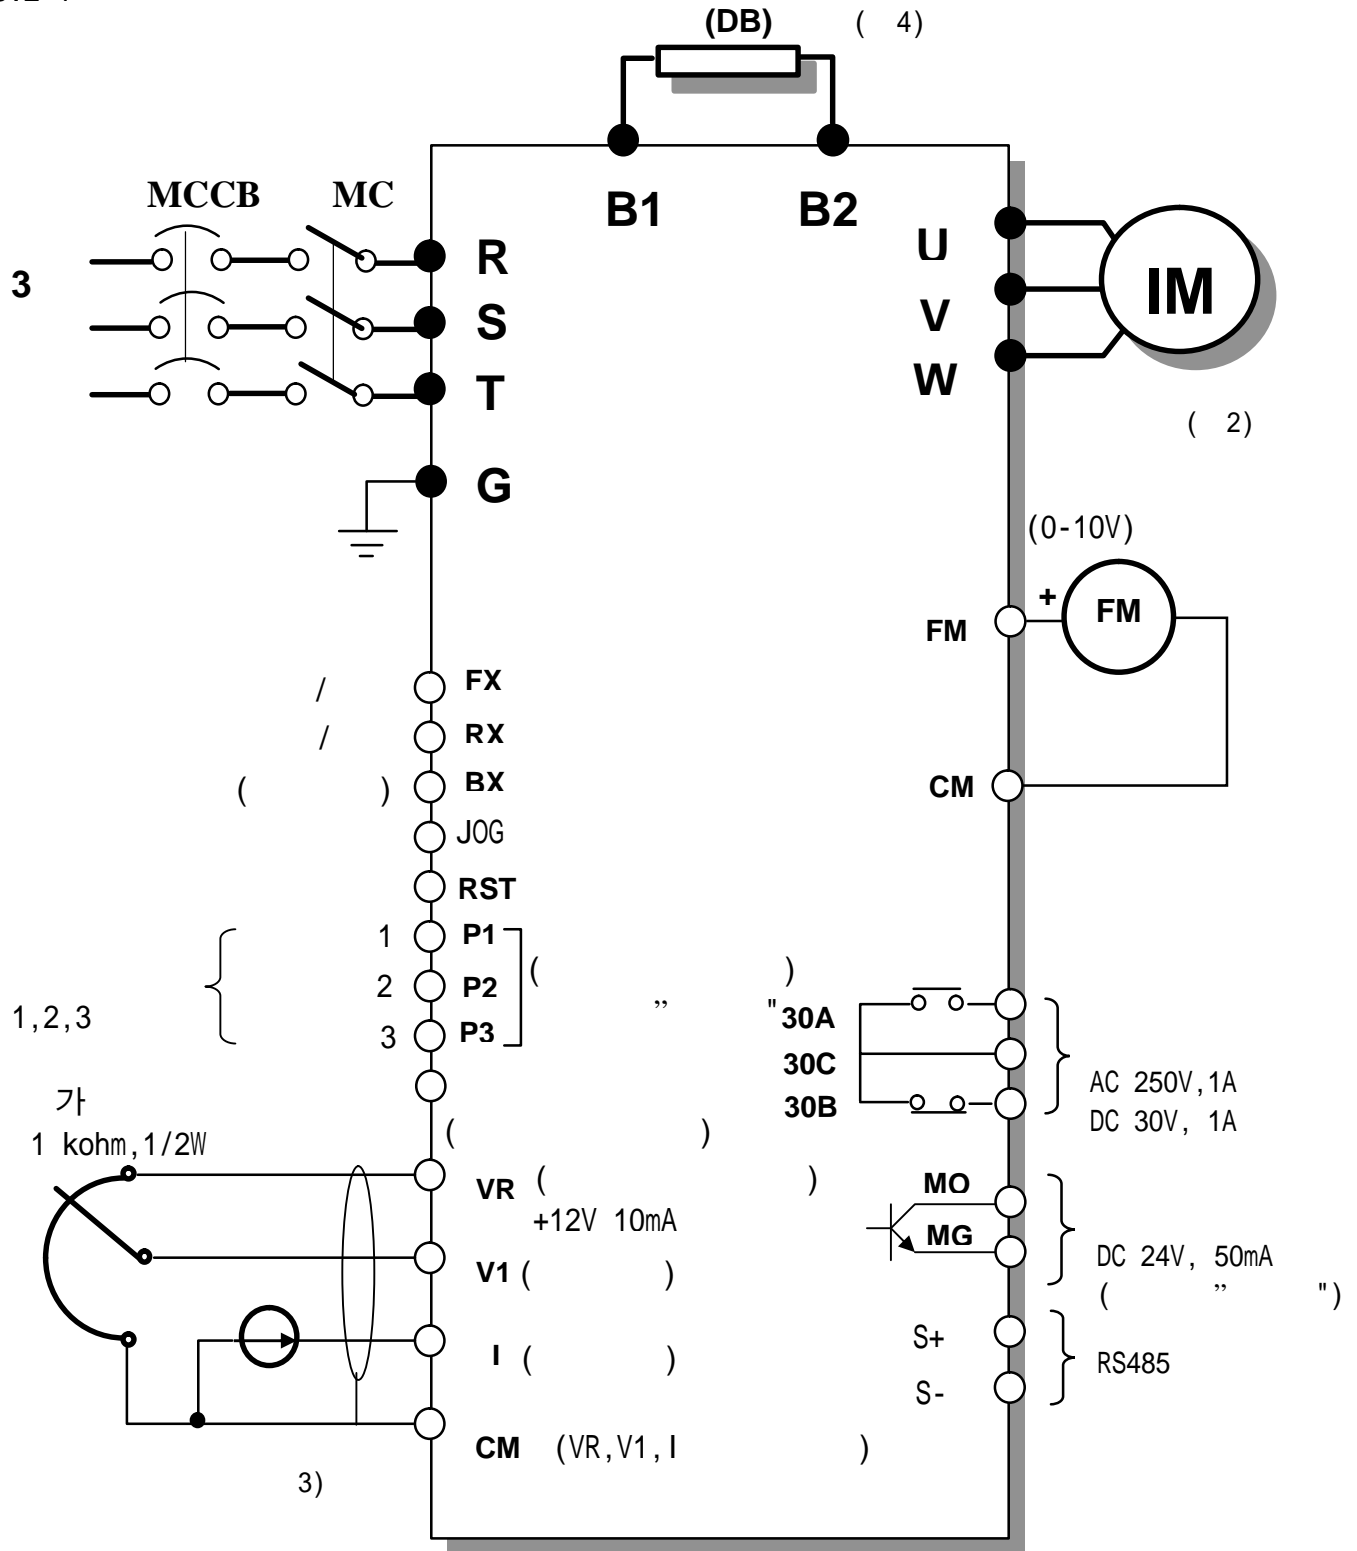 (DB) ( 4)
MCCB MC
B1 B2
3
R
S
T
G
U
V
W
IM
( 2)
(0-10V)
+ FM
FM
CM
/ FX
/ RX
( ) BX
JOG
RST
1 P1
2 P2
3 P3
1,2,3
( )
” "
30A
30C
30B
AC 250V,1A
DC 30V, 1A
가
1 kohm,1/2W
( )
VR ( )
+12V 10mA
V1 ( )
I ( )
CM (VR,V1,I )
3)
MO
MG
DC 24V, 50mA
( ” ")
S+
S-
RS485